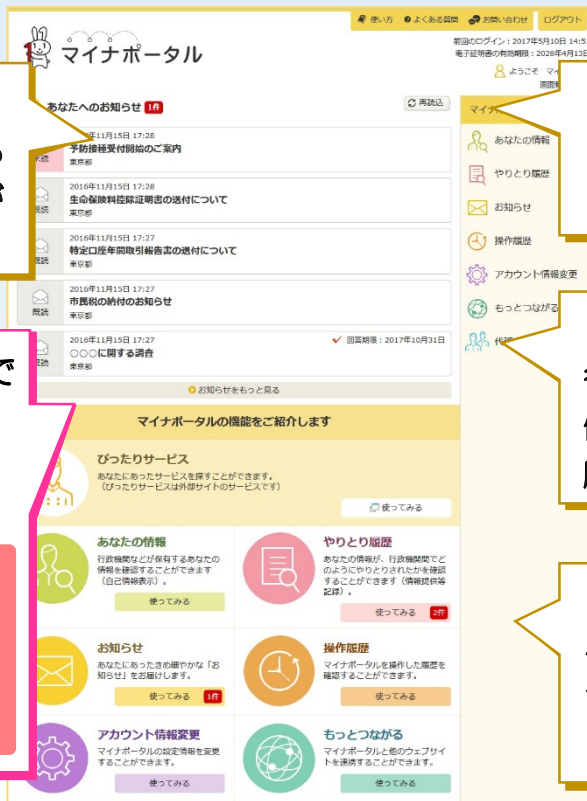 使い方 よくある質問 お問い合わせ ログアウト
マイナポータル
前回のログイン：2017年5月10日 14:5
電子証明書の有効期限：2026年4月13日
ようこそ
あなたへのお知らせ 1件
再読込
年11月15日 17:28
予防接種受付開始のご案内
東京都
2016年11月15日 17:28
生命保険料控除証明書の送付について
既読
東京都
2016年11月15日 17:27
特定口座年間取引報告書の送付について
既読
東京都
2016年11月15日 17:27
市民税の納付のお知らせ
既読
東京都
2016年11月15日 17:27
回答期限：2017年10月31日
○○○に関する調査
東京都
お知らせをもっと見る
あなたの情報
やりとり履歴
お知らせ
操作履歴
アカウント情報変更
もっとつながる
が
で
マイナポータルの機能をご紹介します
ぴったりサービス
あなたにあったサービスを探すことができます。
（ぴったりサービスは外部サイトのサービスです）
使ってみる
あなたの情報
行政機関などが保有するあなたの
情報を確認することができます
（自己情報表示）。
使ってみる
やりとり履歴
あなたの情報が、行政機関間でど
のようにやりとりされたかを確認
することができます（情報提供等
記録）。
使ってみる 2件
お知らせ
あなたにあったきめ細やかな「お
知らせ」をお届けします。
使ってみる 1件
操作履歴
マイナポータルを操作した履歴を
確認することができます。
使ってみる
アカウント情報変更
マイナポータルの設定情報を変更
することができます。
使ってみる
もっとつながる
マイナポータルと他のウェブサイ
トを連携することができます。
使ってみる